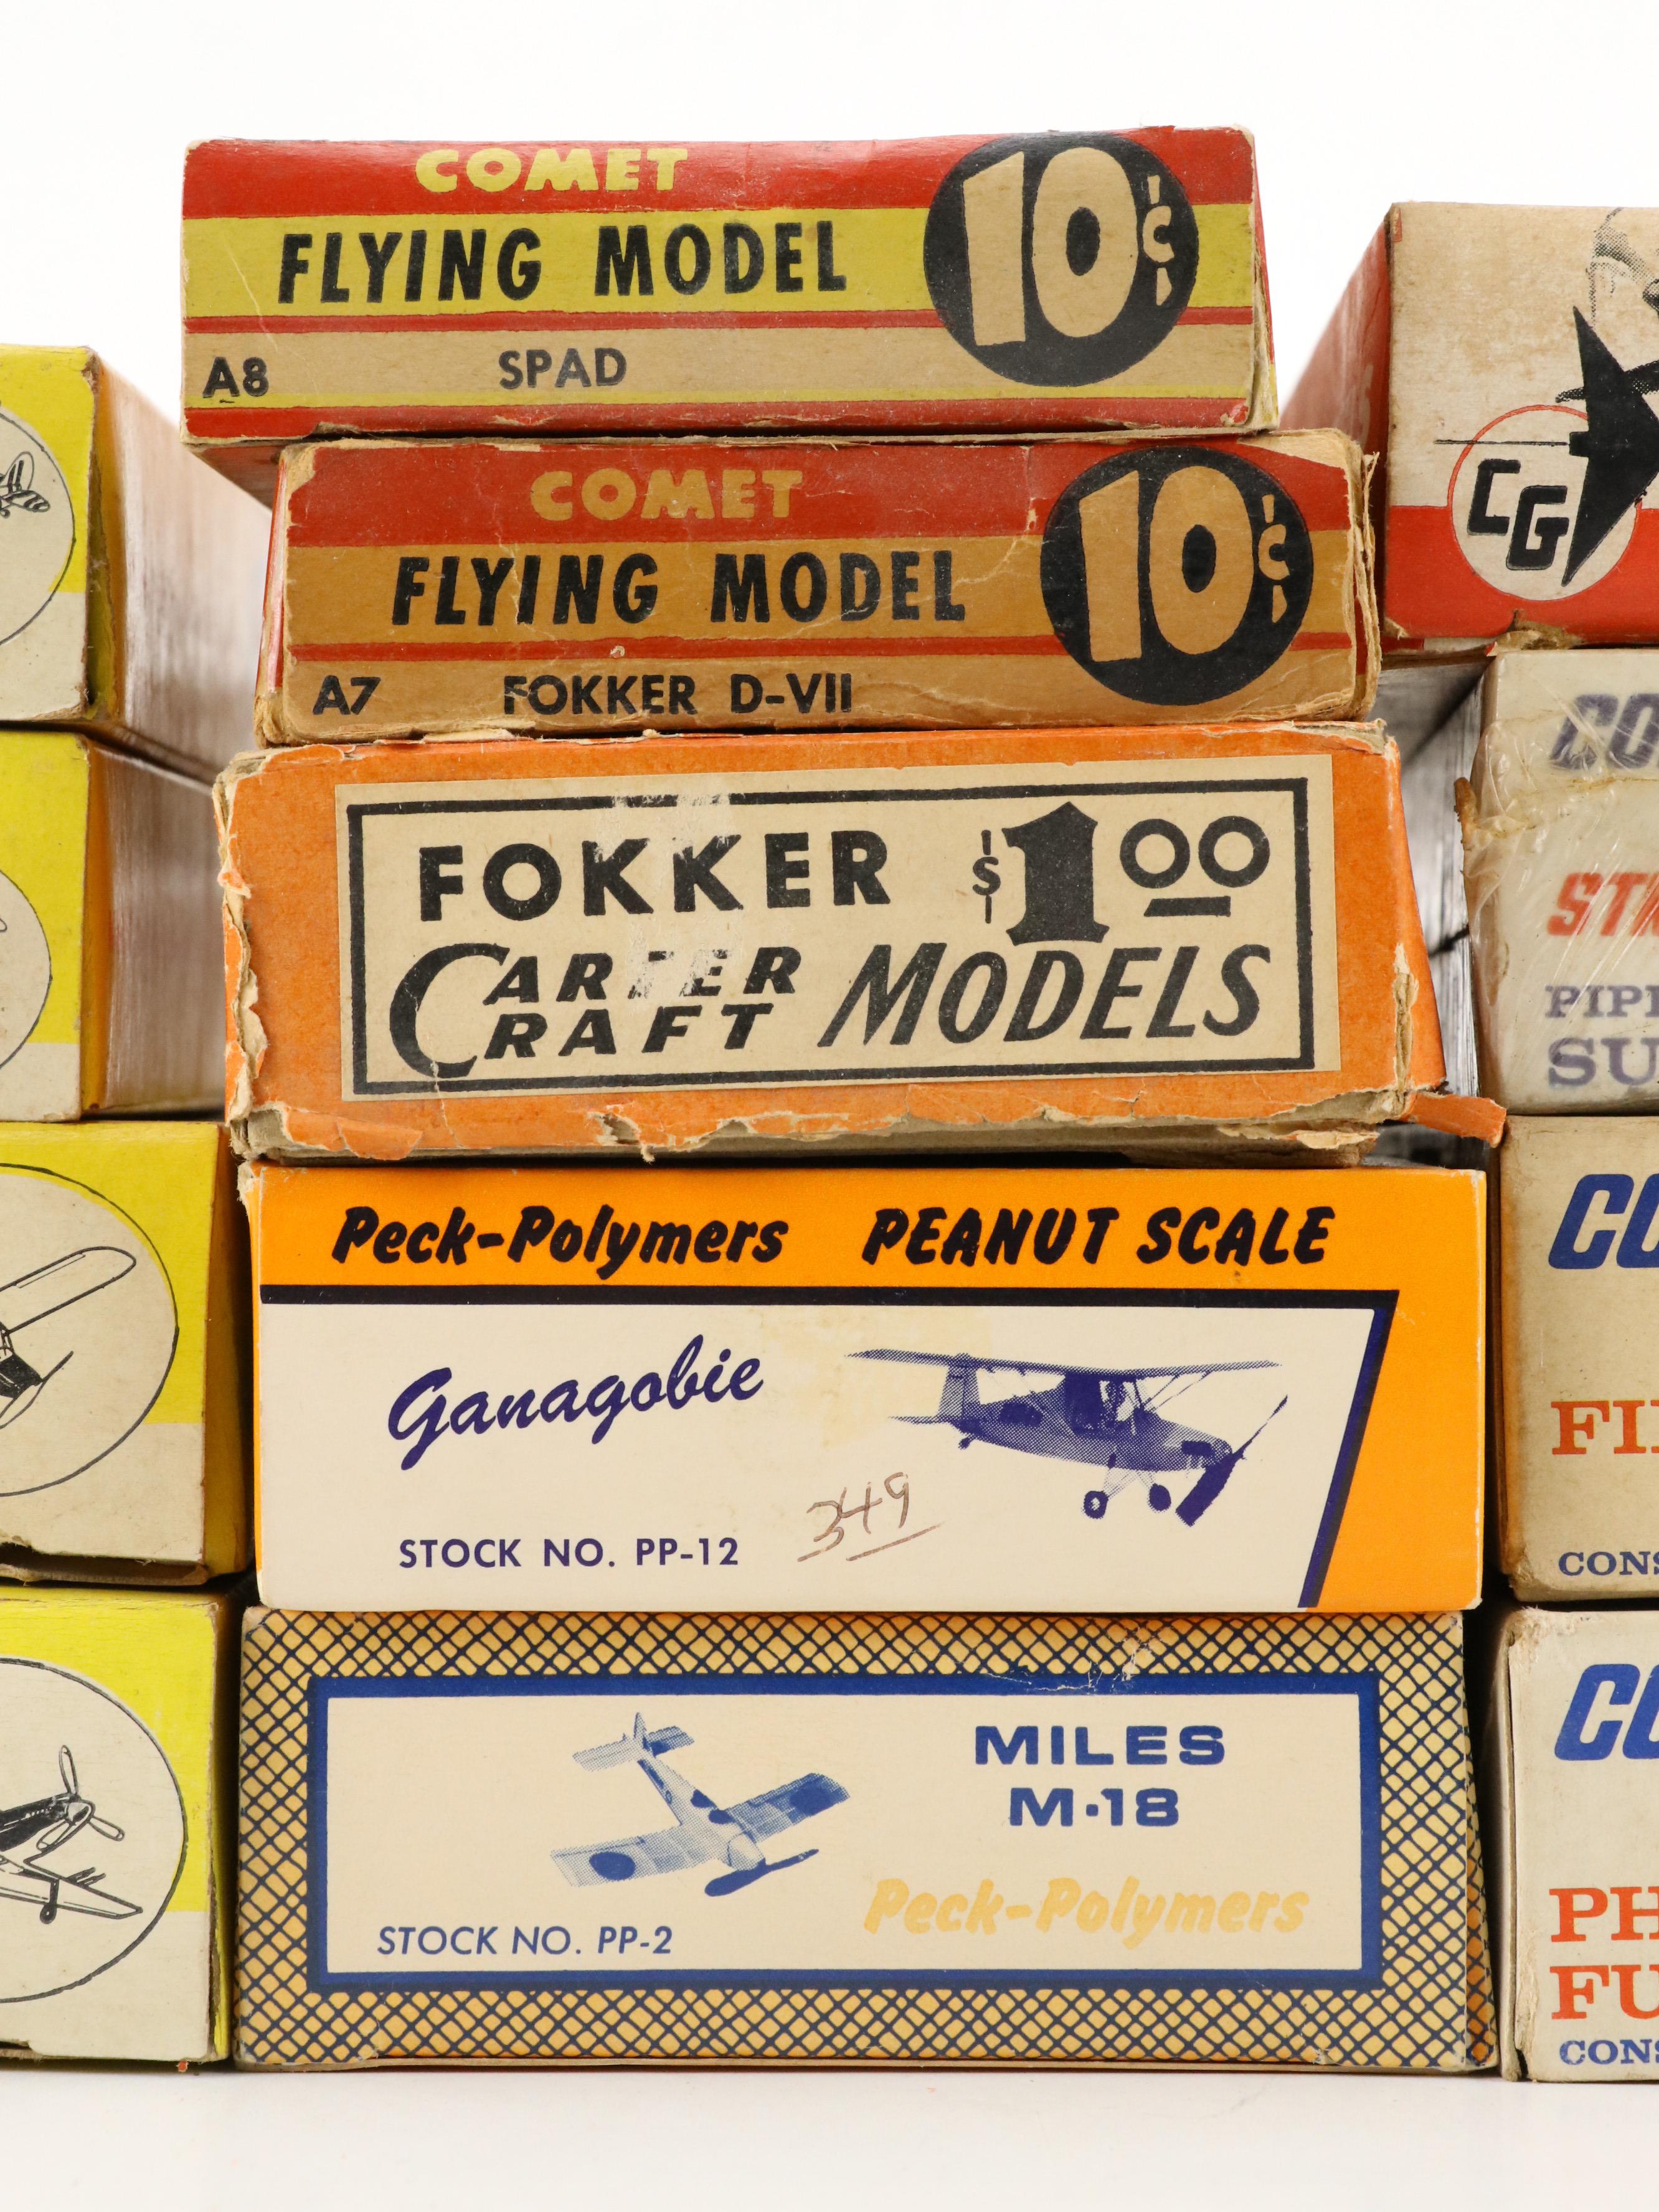 COMET
FLYING MODEL
10¢
A8 SPAD
COMET
FLYING MODEL
10¢
A7 FOKKER D-VII
FOKKER $1.00
CARTER CRAFT MODELS
Peck-Polymers PEANUT SCALE
Ganagobie
349
STOCK NO. PP-12
MILES
M-18
Peck-Polymers
STOCK NO. PP-2
CG